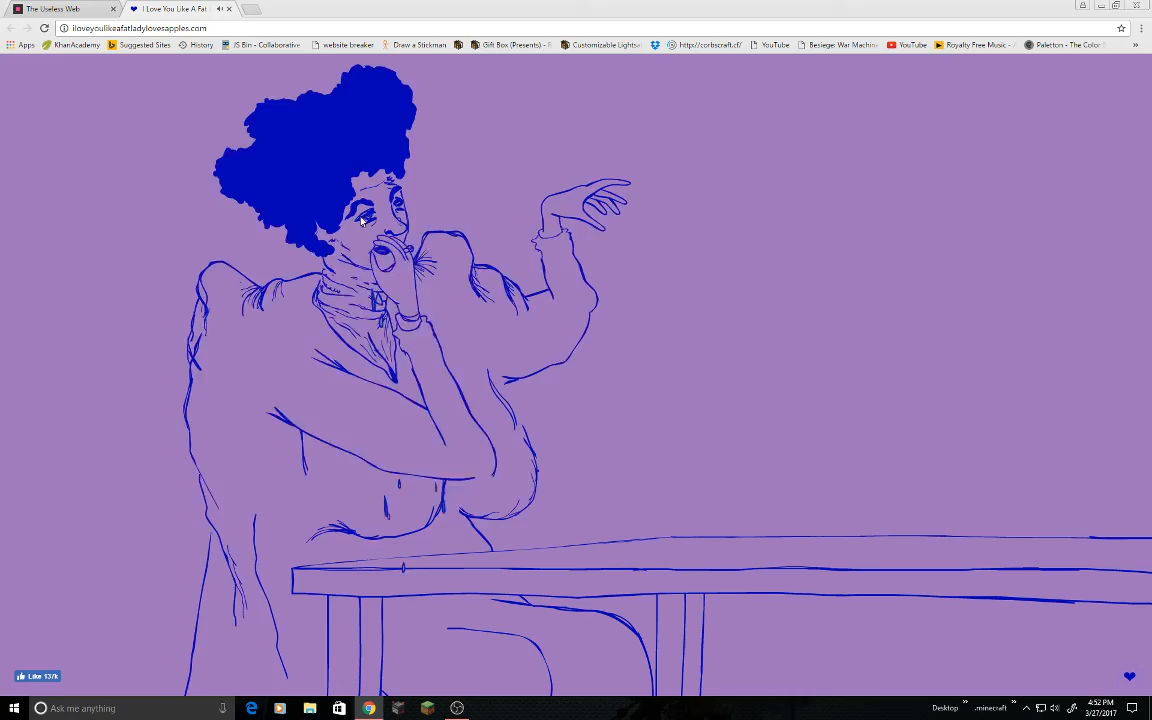 The Useless Web
I Love You Like A Fat
iloveyoulikeafatladylovesapples.com
Apps
KhanAcademy
Suggested Sites
History
JS Bin - Collaborative
website breaker
Draw a Stickman
Gift Box (Presents) - R
Customizable Lightsa
http://corbscraft.cf/
YouTube
Besiege: War Machin
YouTube
Royalty Free Music - A
Paletton - The Color
Like 137k
Ask me anything
Desktop
.minecraft
4:52 PM
3/27/2017